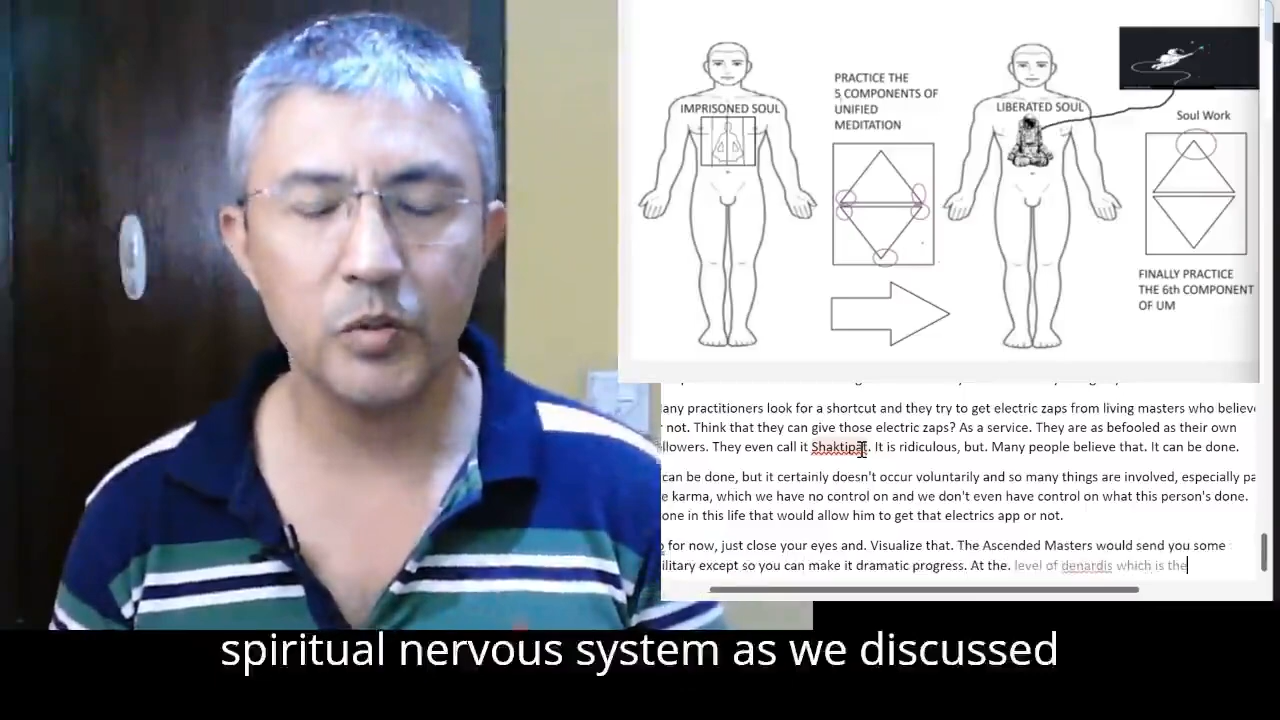 IMPRISONED SOUL
PRACTICE THE
5 COMPONENTS OF
UNIFIED
MEDITATION
LIBERATED SOUL
Soul Work
FINALLY PRACTICE
THE 6th COMPONENT
OF UM
any practitioners look for a shortcut and they try to get electric zaps from living masters who believe
not. Think that they can give those electric zaps? As a service. They are as befooled as their own
llowers. They even call it Shaktipat. It is ridiculous, but. Many people believe that. It can be done.
can be done, but it certainly doesn't occur voluntarily and so many things are involved, especially pa
e karma, which we have no control on and we don't even have control on what this person's done.
one in this life that would allow him to get that electrics app or not.
for now, just close your eyes and. Visualize that. The Ascended Masters would send you some
ilitary except so you can make it dramatic progress. At the. level of denardis which is the
spiritual nervous system as we discussed